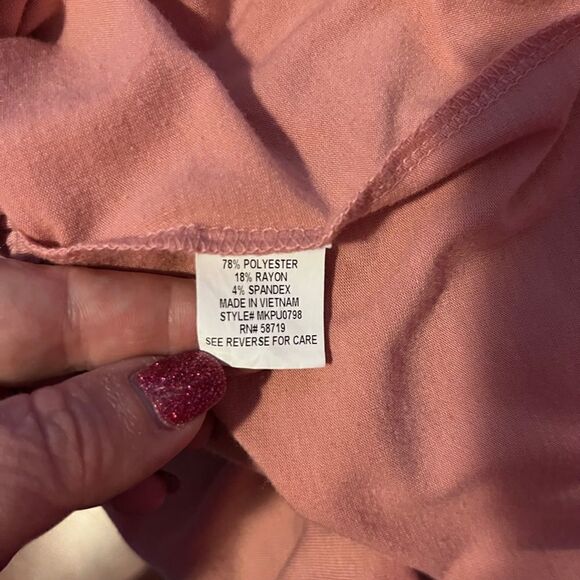 78% POLYESTER
18% RAYON
4% SPANDEX
MADE IN VIETNAM
STYLE# MKPU0798
RN# 58719
SEE REVERSE FOR CARE